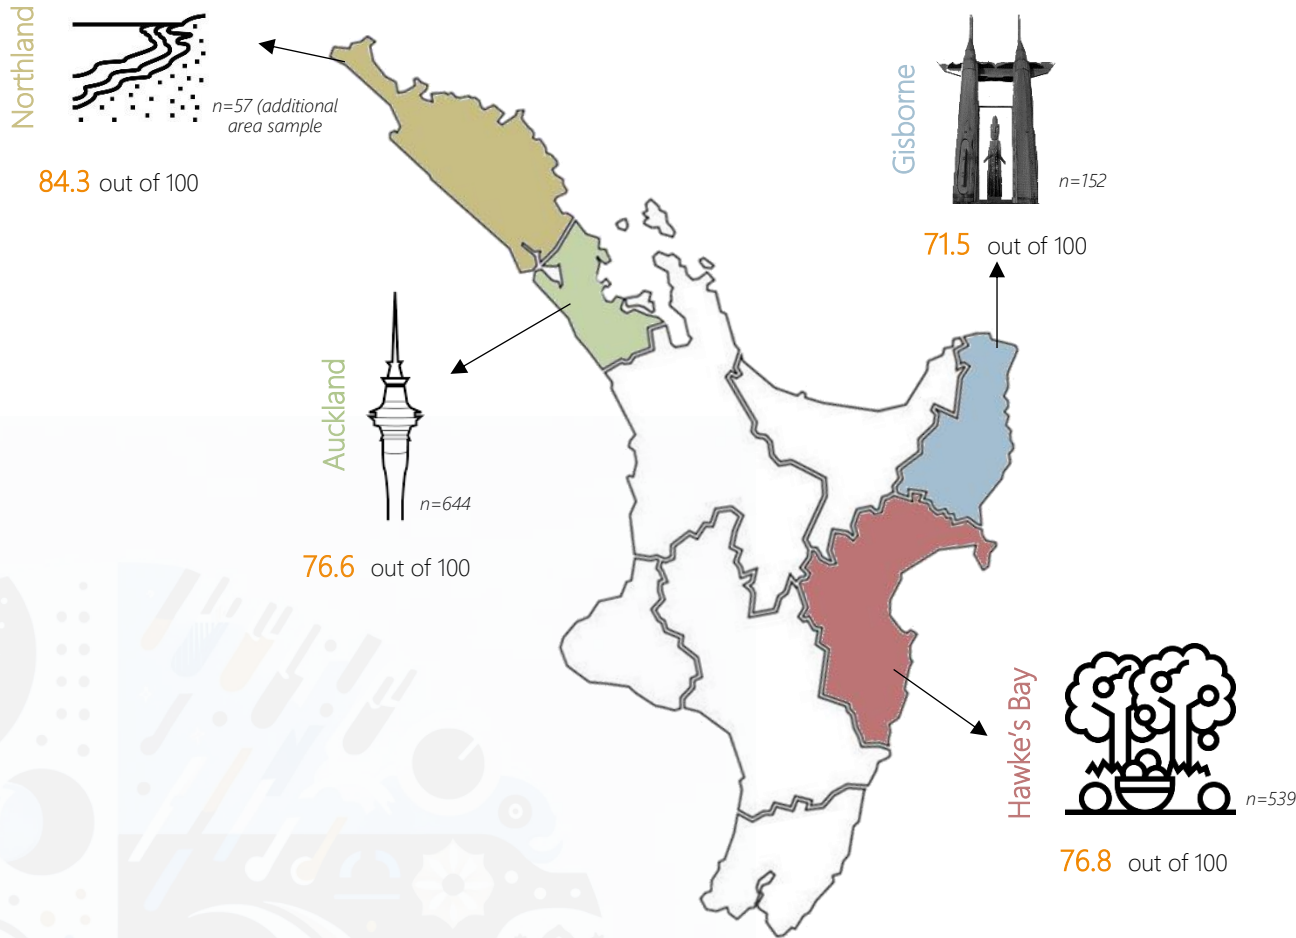 Northland
n=57 (additional
area sample
84.3 out of 100
Gisborne
n=152
71.5 out of 100
Auckland
n=644
76.6 out of 100
Hawke's Bay
n=539
76.8 out of 100